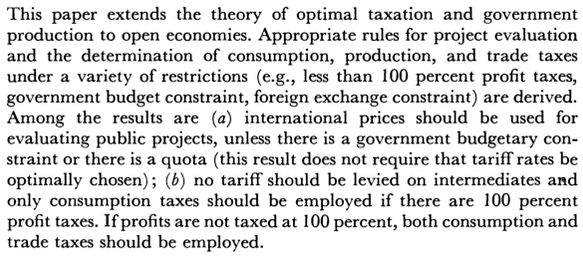 This paper extends the theory of optimal taxation and government
production to open economies. Appropriate rules for project evaluation
and the determination of consumption, production, and trade taxes
under a variety of restrictions (e.g., less than 100 percent profit taxes,
government budget constraint, foreign exchange constraint) are derived.
Among the results are (a) international prices should be used for
evaluating public projects, unless there is a government budgetary con-
straint or there is a quota (this result does not require that tariff rates be
optimally chosen); (b) no tariff should be levied on intermediates and
only consumption taxes should be employed if there are 100 percent
profit taxes. If profits are not taxed at 100 percent, both consumption and
trade taxes should be employed.